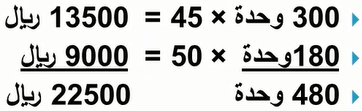 300 وحدة × 45 = 13500 ريال
180وحدة × 50 = 9000 ريال
480 وحدة 22500 ريال